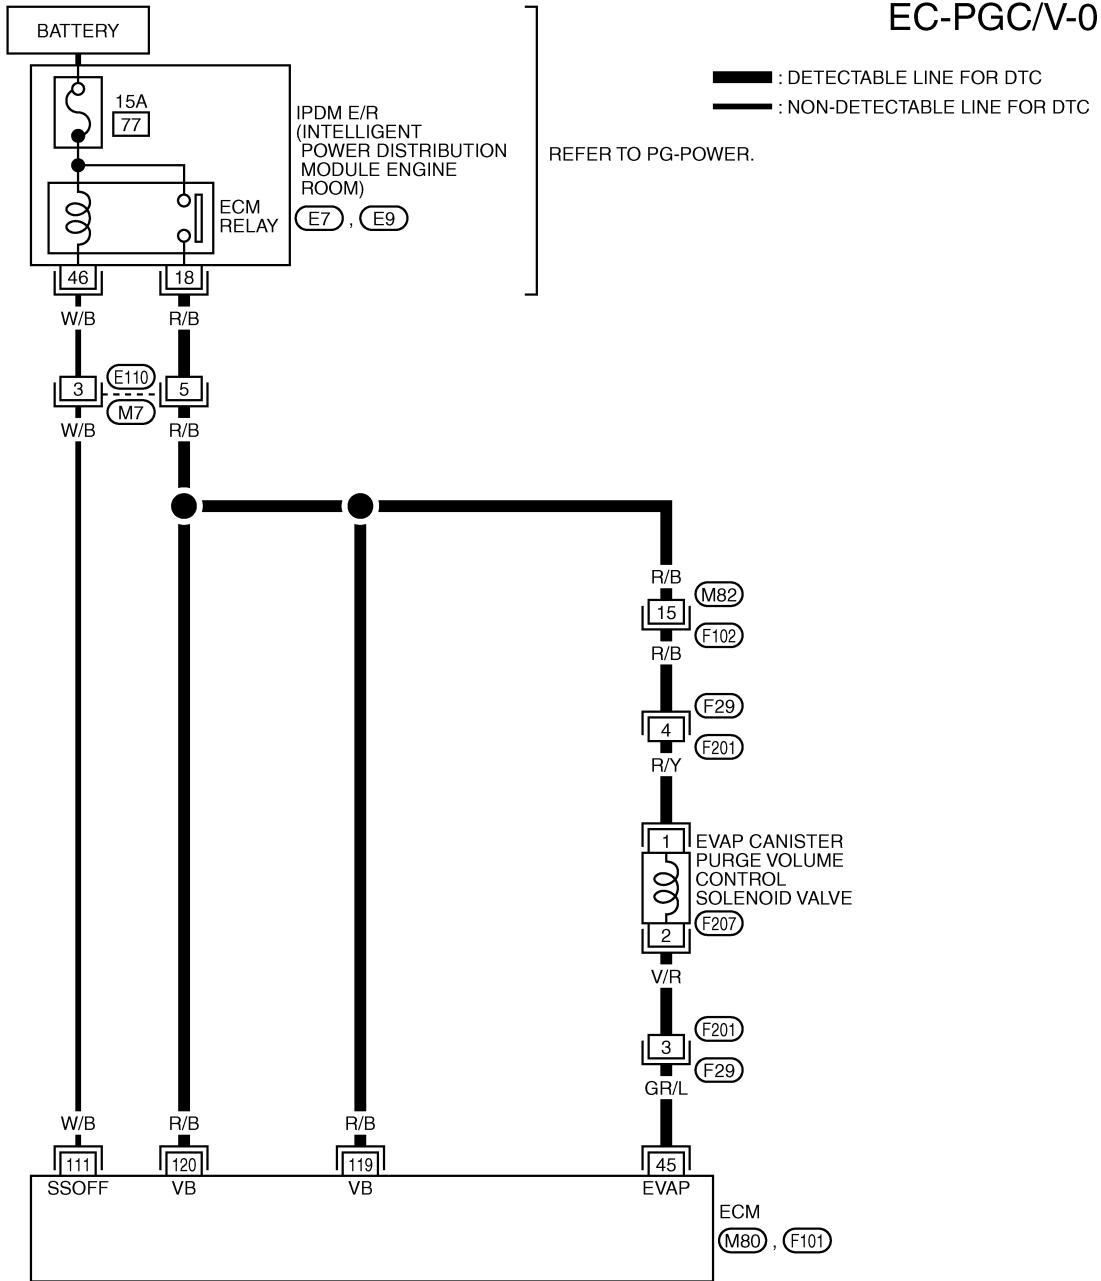 EC-PGC/V-0
BATTERY
: DETECTABLE LINE FOR DTC
: NON-DETECTABLE LINE FOR DTC
15A
77
IPDM E/R
(INTELLIGENT
POWER DISTRIBUTION
MODULE ENGINE
ROOM)
E7 , E9
REFER TO PG-POWER.
ECM
RELAY
46 18
W/B R/B
3 E110 5
M7
W/B R/B
R/B
15 M82
F102
R/B
F29
4
F201
R/Y
1 EVAP CANISTER
PURGE VOLUME
CONTROL
SOLENOID VALVE
2 F207
V/R
F201
3
F29
GR/L
W/B R/B R/B
111 120 119 45
SSOFF VB VB EVAP
ECM
M80 , F101